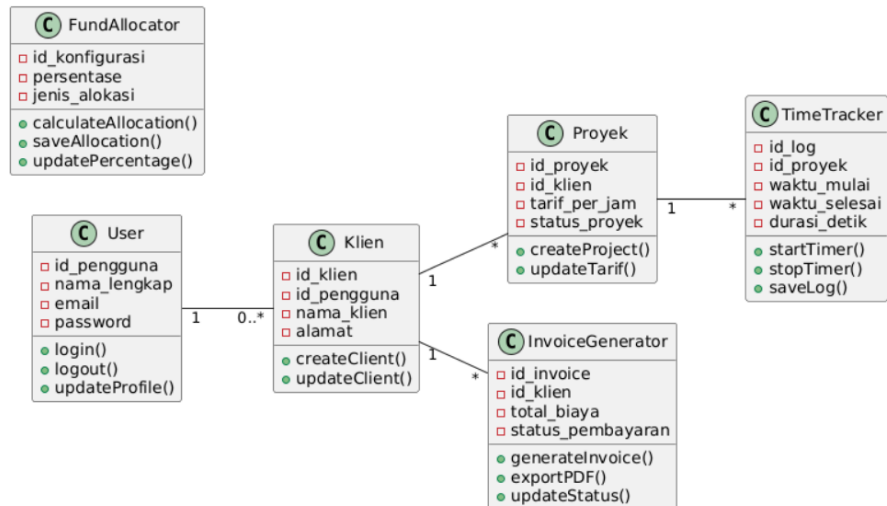 C FundAllocator
id_konfigurasi
persentase
jenis_alokasi
calculateAllocation()
saveAllocation()
updatePercentage()
C User
id_pengguna
nama_lengkap
email
password
login()
logout()
updateProfile()
1
0..*
C Klien
id_klien
id_pengguna
nama_klien
alamat
createClient()
updateClient()
1
*
1
*
C Proyek
id_proyek
id_klien
tarif_per_jam
status_proyek
createProject()
updateTarif()
1
*
C TimeTracker
id_log
id_proyek
waktu_mulai
waktu_selesai
durasi_detik
startTimer()
stopTimer()
saveLog()
C InvoiceGenerator
id_invoice
id_klien
total_biaya
status_pembayaran
generateInvoice()
exportPDF()
updateStatus()